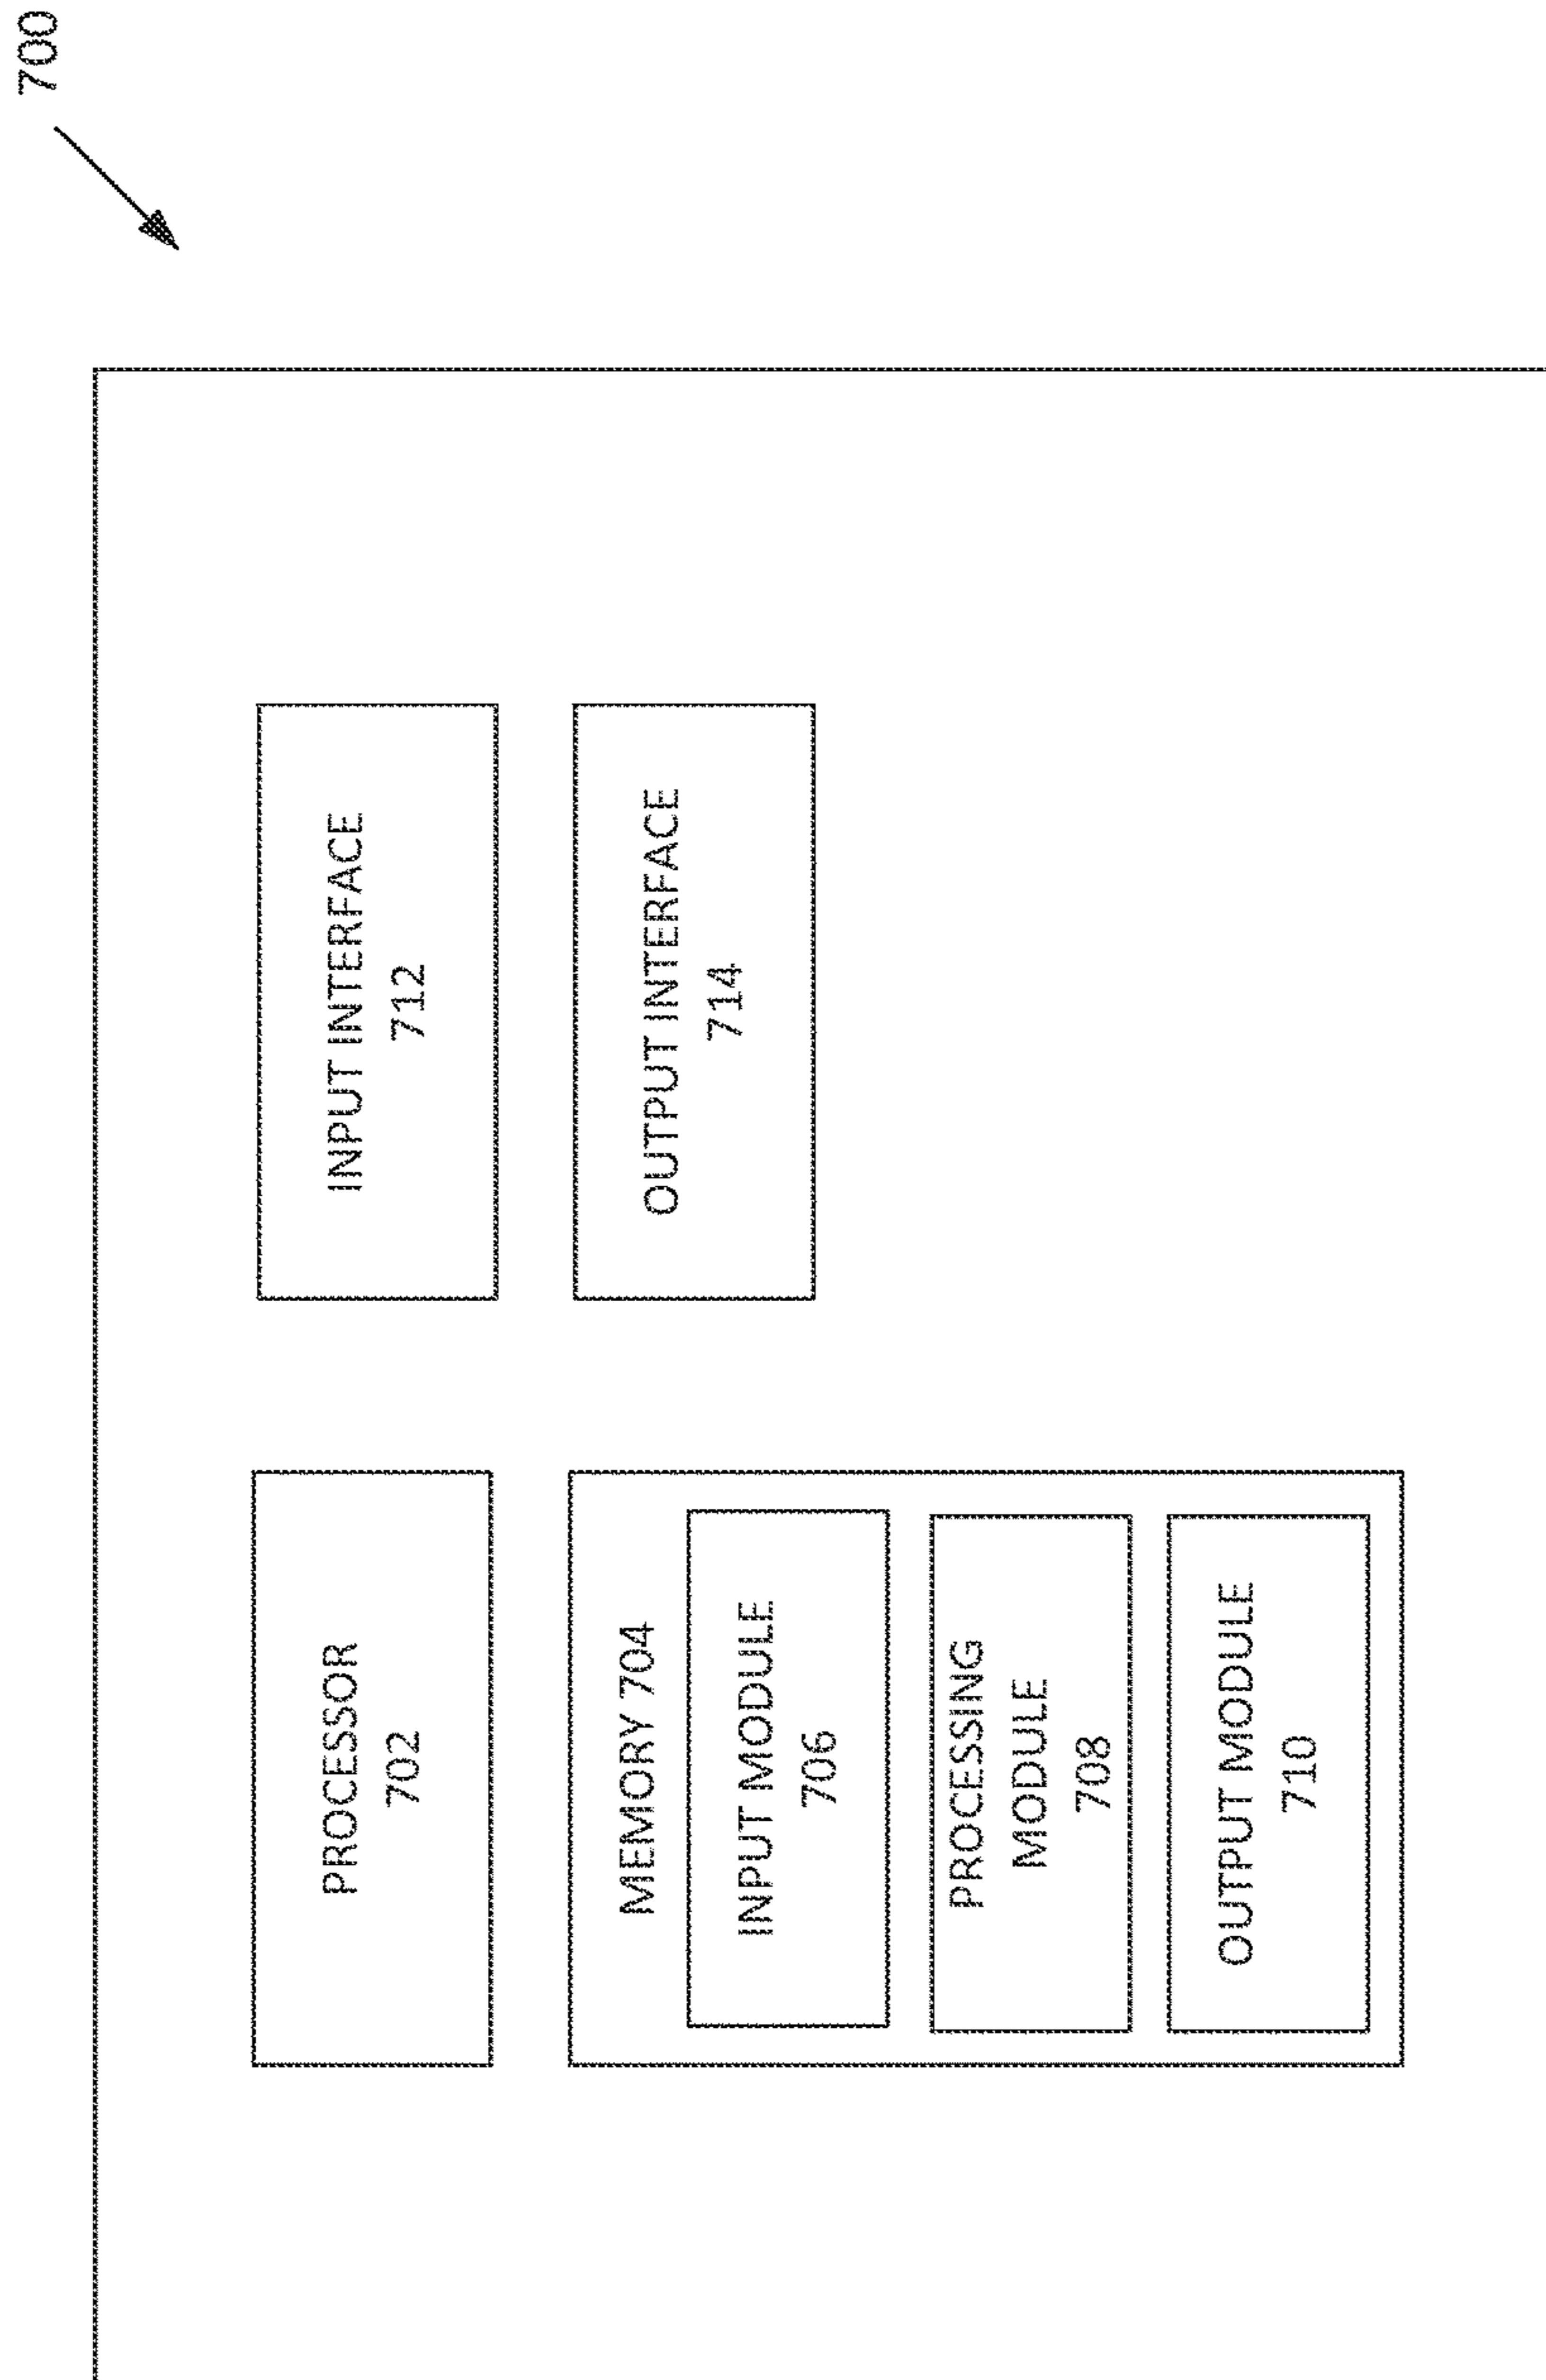 700
PROCESSOR
702
INPUT INTERFACE
712
MEMORY 704
INPUT MODULE
706
PROCESSING
MODULE
708
OUTPUT MODULE
710
OUTPUT INTERFACE
714